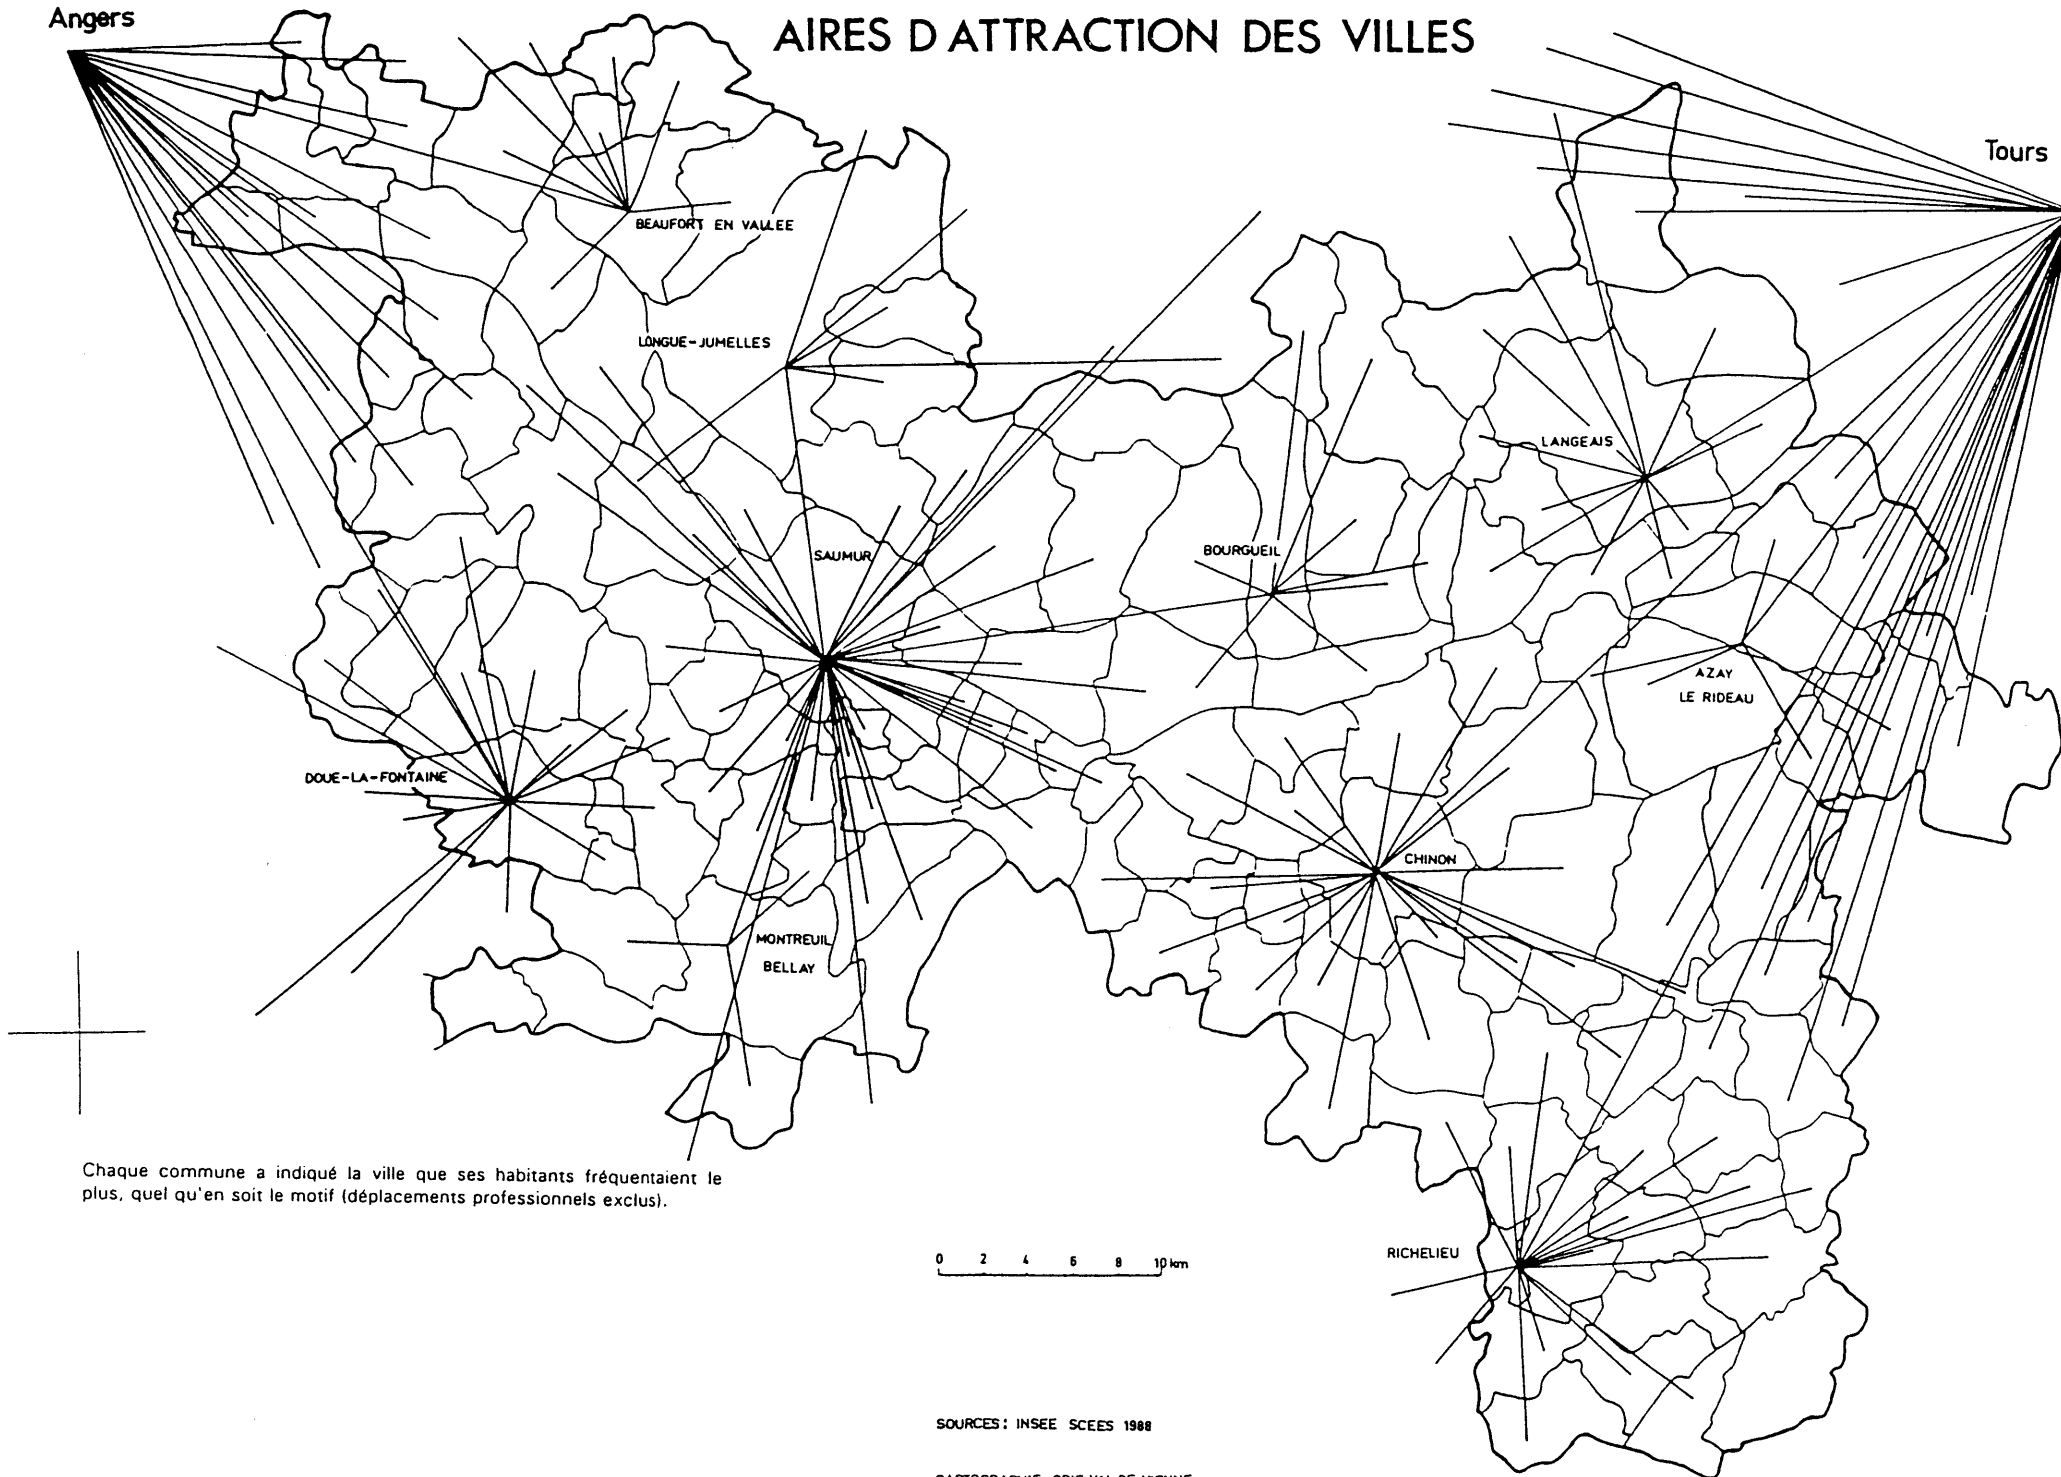 Angers
AIRES D ATTRACTION DES VILLES
Tours
BEAUFORT EN VALLEE
LONGUE-JUMELLES
LANGEAIS
SAUMUR
BOURGUEIL
AZAY
LE RIDEAU
DOUE-LA-FONTAINE
CHINON
MONTREUIL
BELLAY
Chaque commune a indiqué la ville que ses habitants fréquentaient le
plus, quel qu'en soit le motif (déplacements professionnels exclus).
RICHELIEU
0 2 4 6 8 10 km
SOURCES: INSEE SCEES 1988